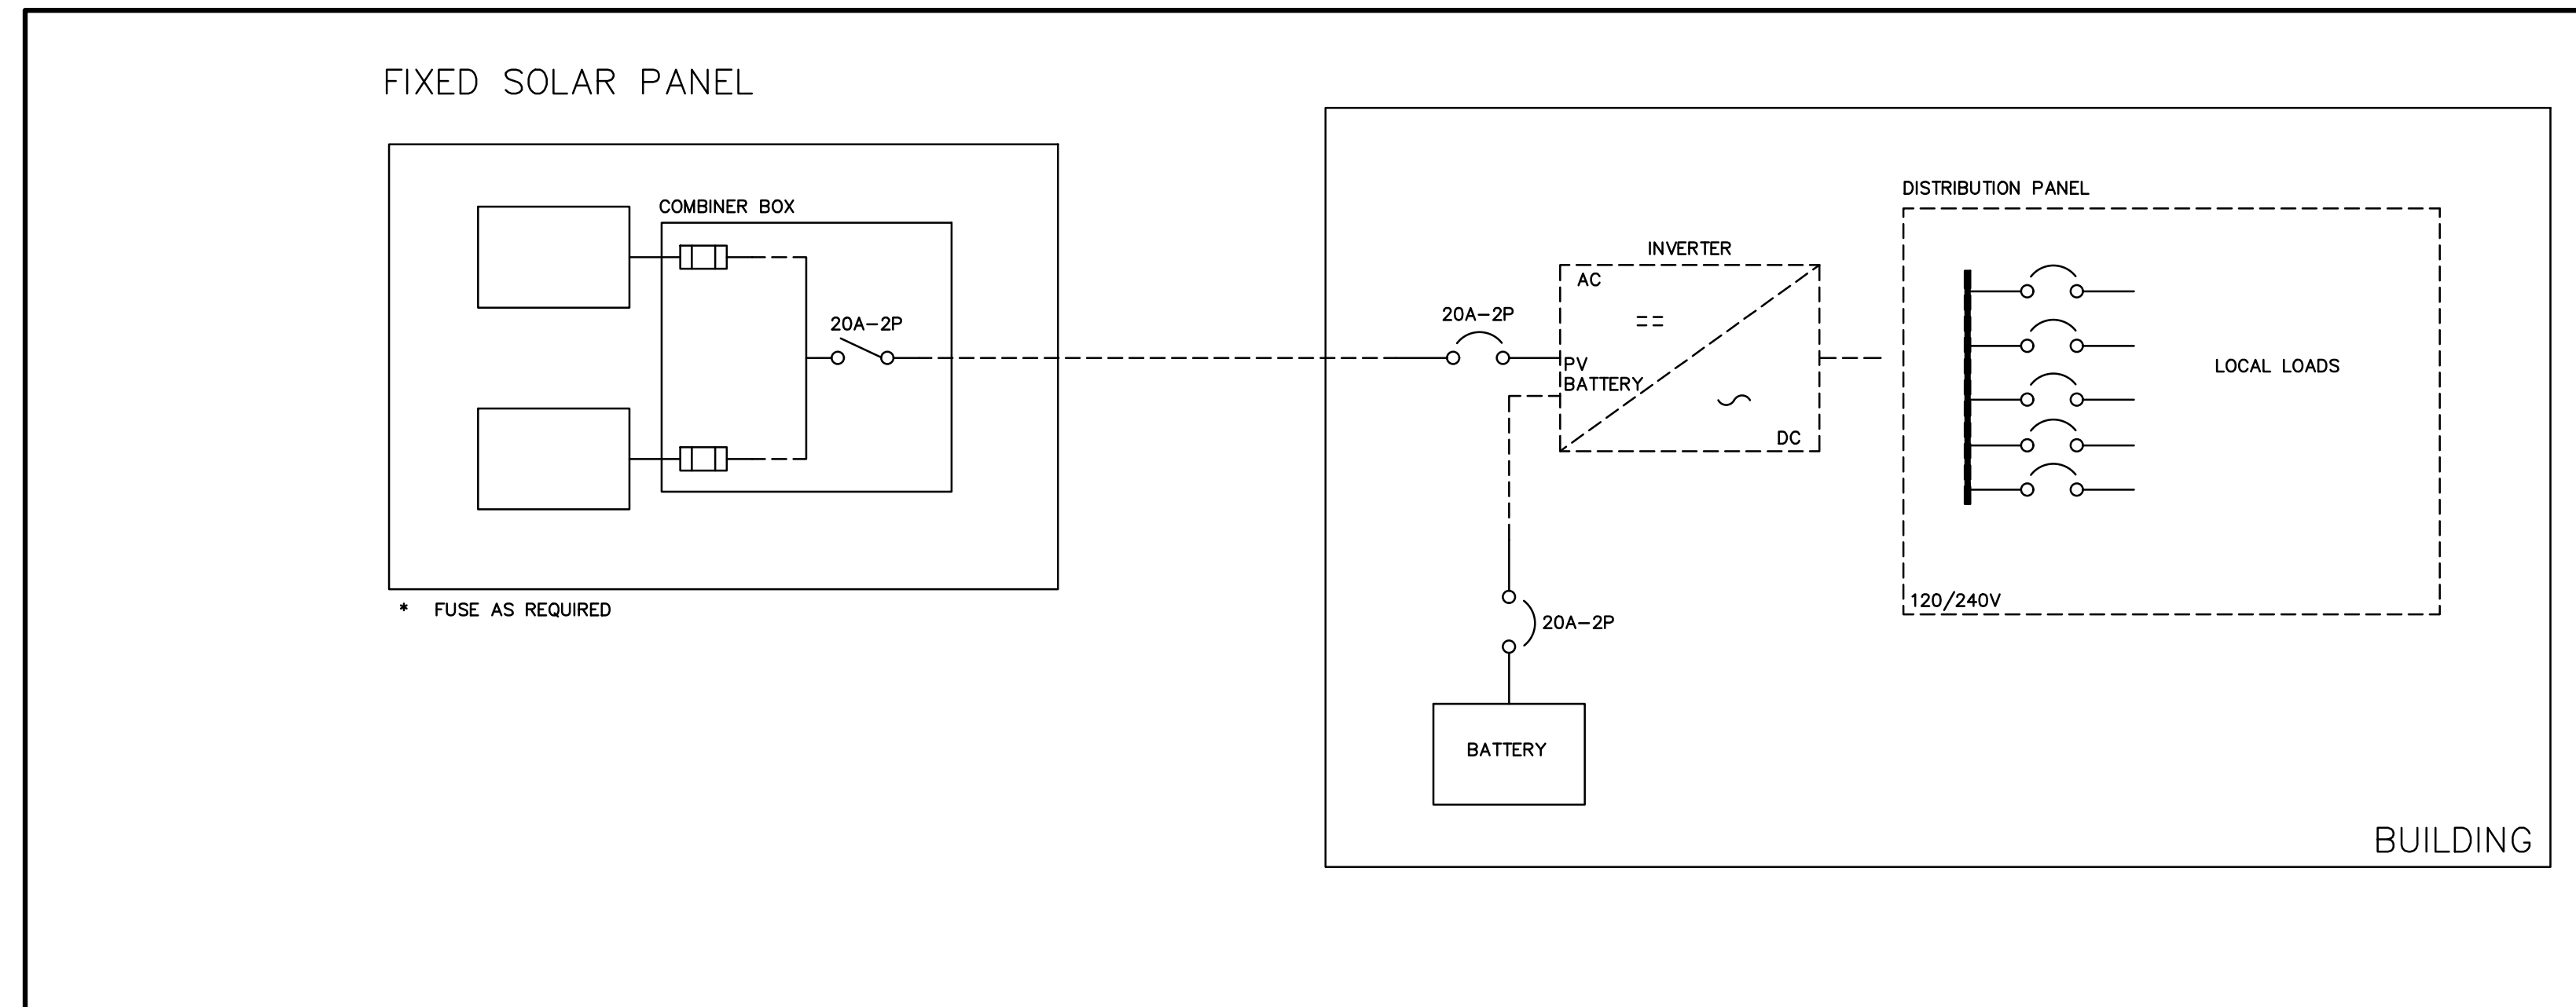 FIXED SOLAR PANEL
COMBINER BOX
20A-2P
* FUSE AS REQUIRED
DISTRIBUTION PANEL
INVERTER
AC
20A-2P
PV
BATTERY
DC
LOCAL LOADS
120/240V
20A-2P
BATTERY
BUILDING